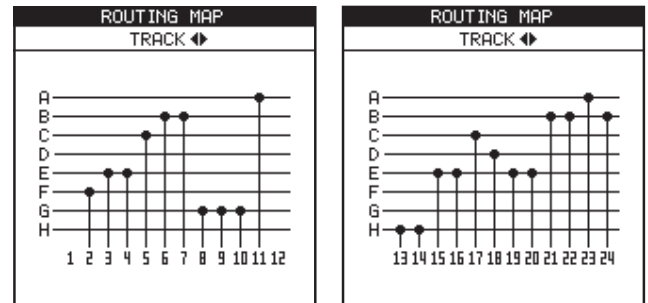 ROUTING MAP
TRACK
A
B
C
D
E
F
G
H
1 2 3 4 5 6 7 8 9 10 11 12
ROUTING MAP
TRACK
A
B
C
D
E
F
G
H
13 14 15 16 17 18 19 20 21 22 23 24